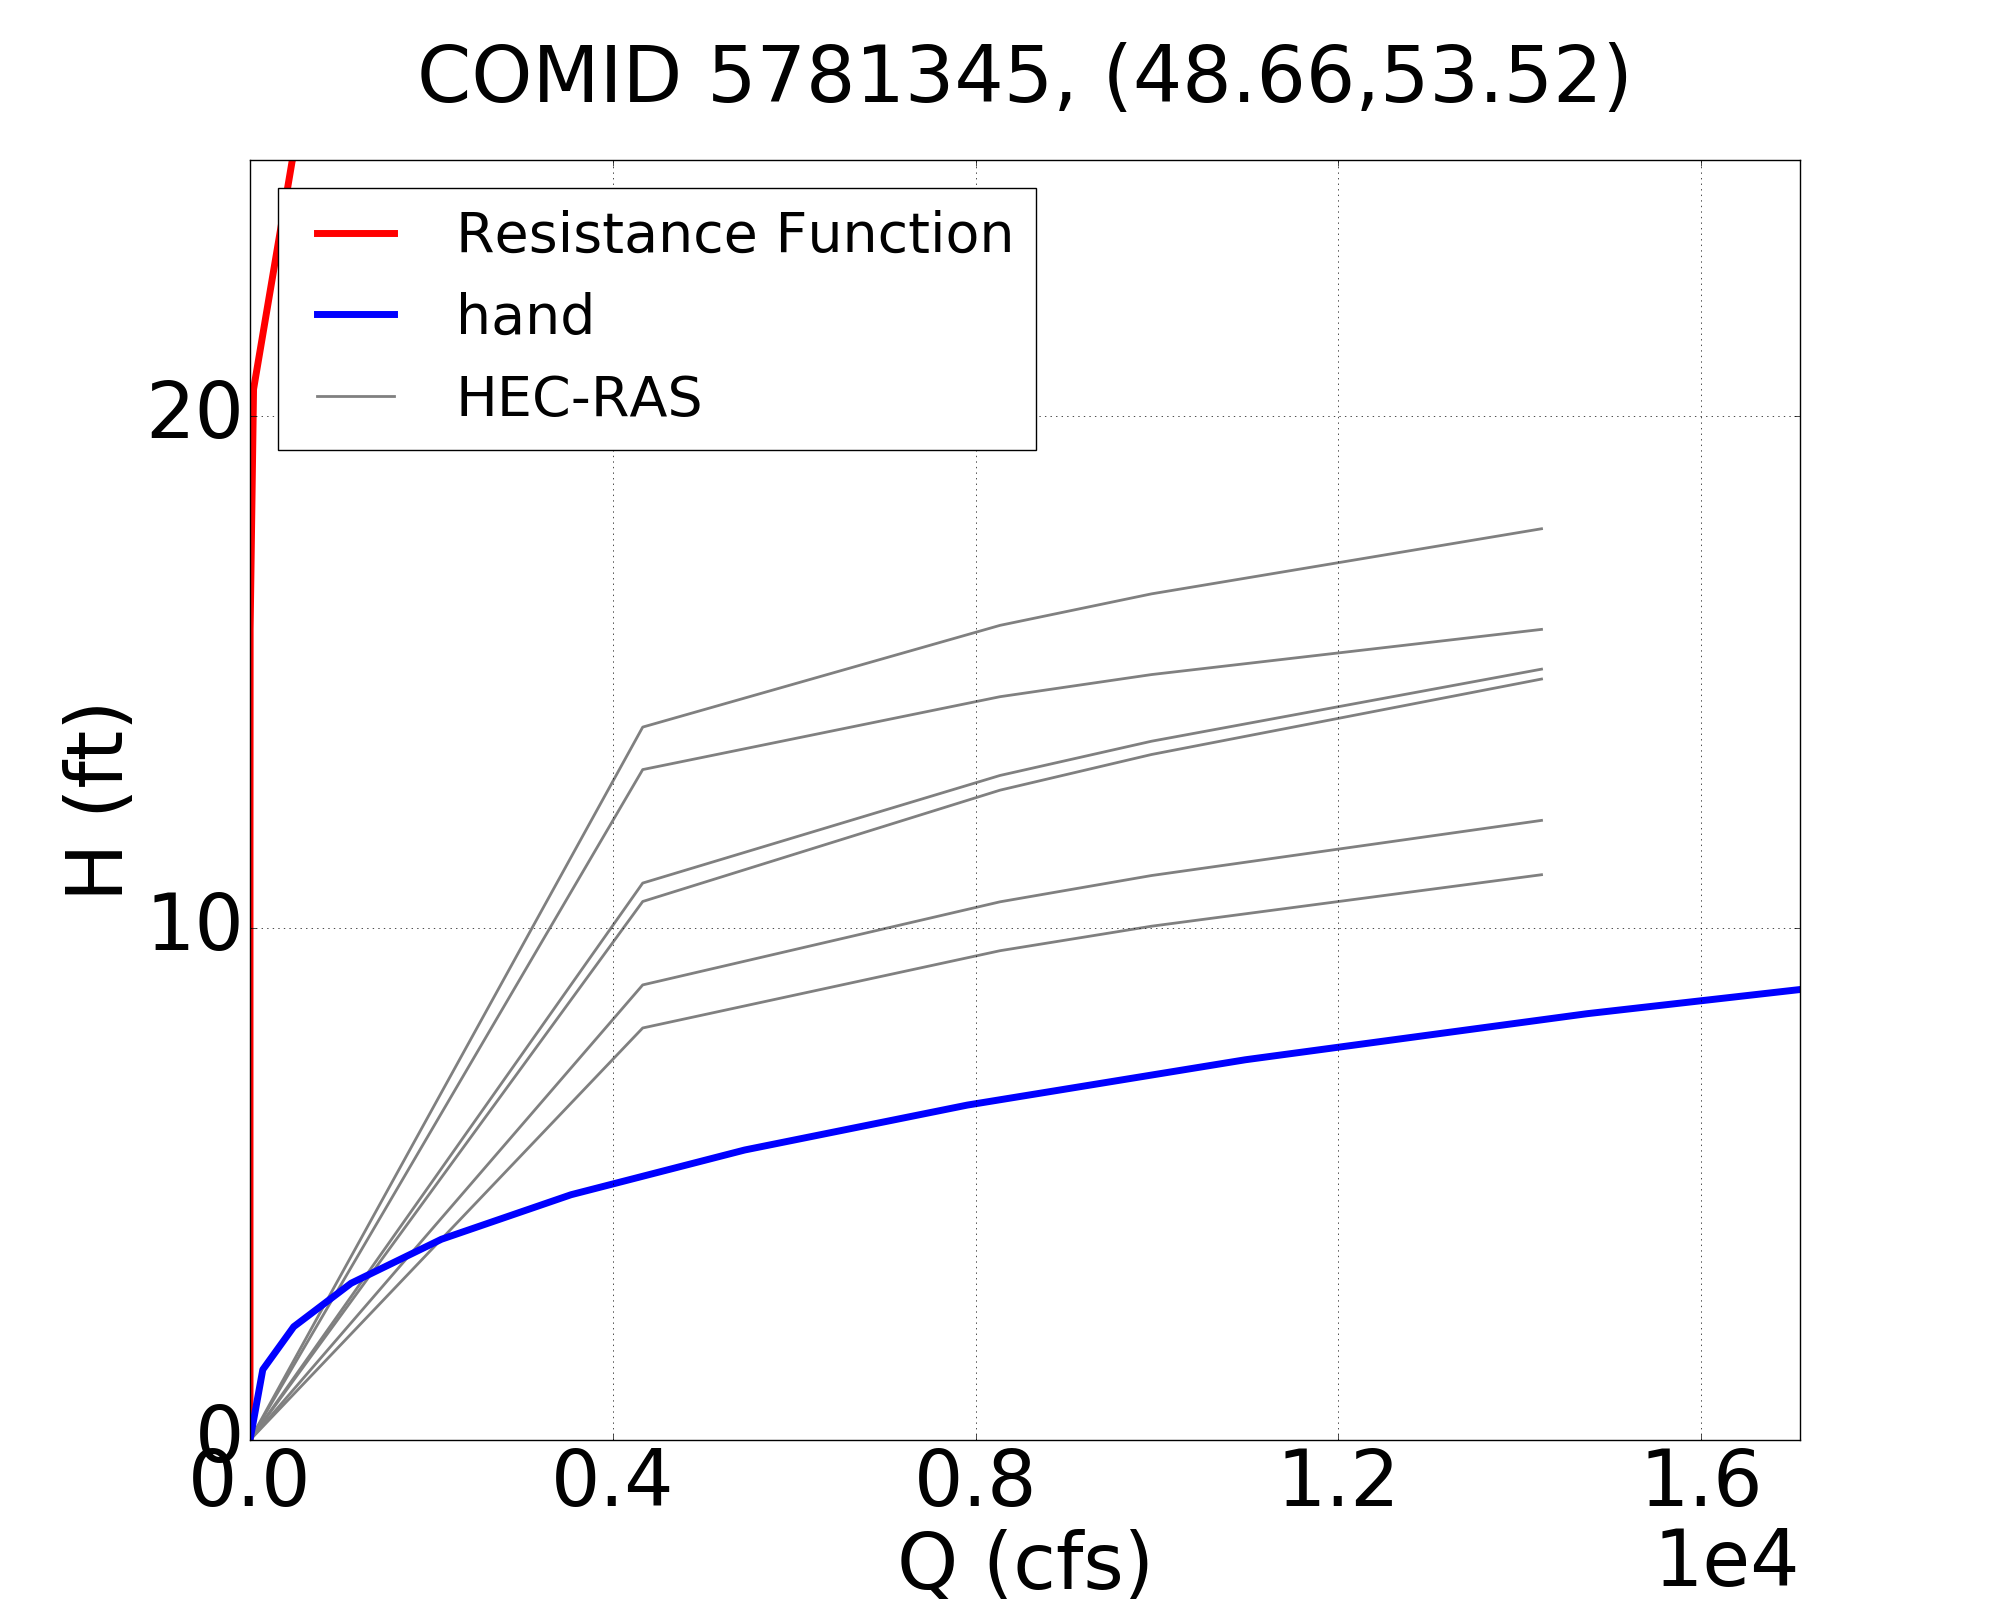 COMID 5781345, (48.66,53.52)
Resistance Function
hand
HEC-RAS
20
10
0
H (ft)
0.0 0.4 0.8 1.2 1.6
1e4
Q (cfs)